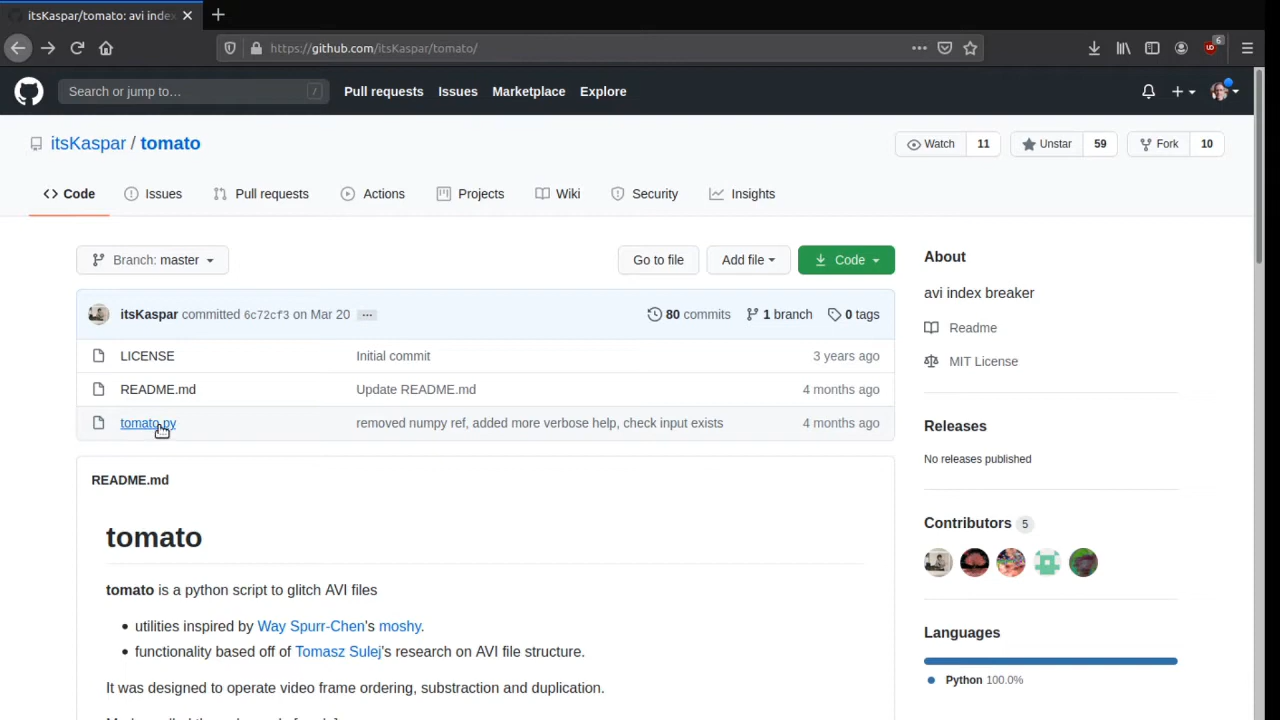 itsKaspar/tomato: avi index
https://github.com/itsKaspar/tomato/
6
Search or jump to… /
Pull requests Issues Marketplace Explore
itsKaspar / tomato
Watch 11 Unstar 59 Fork 10
Code Issues Pull requests Actions Projects Wiki Security Insights
Branch: master Go to file Add file Code
itsKaspar committed 6c72cf3 on Mar 20 80 commits 1 branch 0 tags
LICENSE Initial commit 3 years ago
README.md Update README.md 4 months ago
tomato.py removed numpy ref, added more verbose help, check input exists 4 months ago
README.md
tomato
tomato is a python script to glitch AVI files
utilities inspired by Way Spurr-Chen's moshy.
functionality based off of Tomasz Sulej's research on AVI file structure.
It was designed to operate video frame ordering, substraction and duplication.
About
avi index breaker
Readme
MIT License
Releases
No releases published
Contributors 5
Languages
Python 100.0%